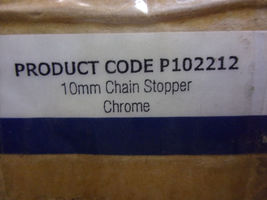 PRODUCT CODE P102212
10mm Chain Stopper
Chrome